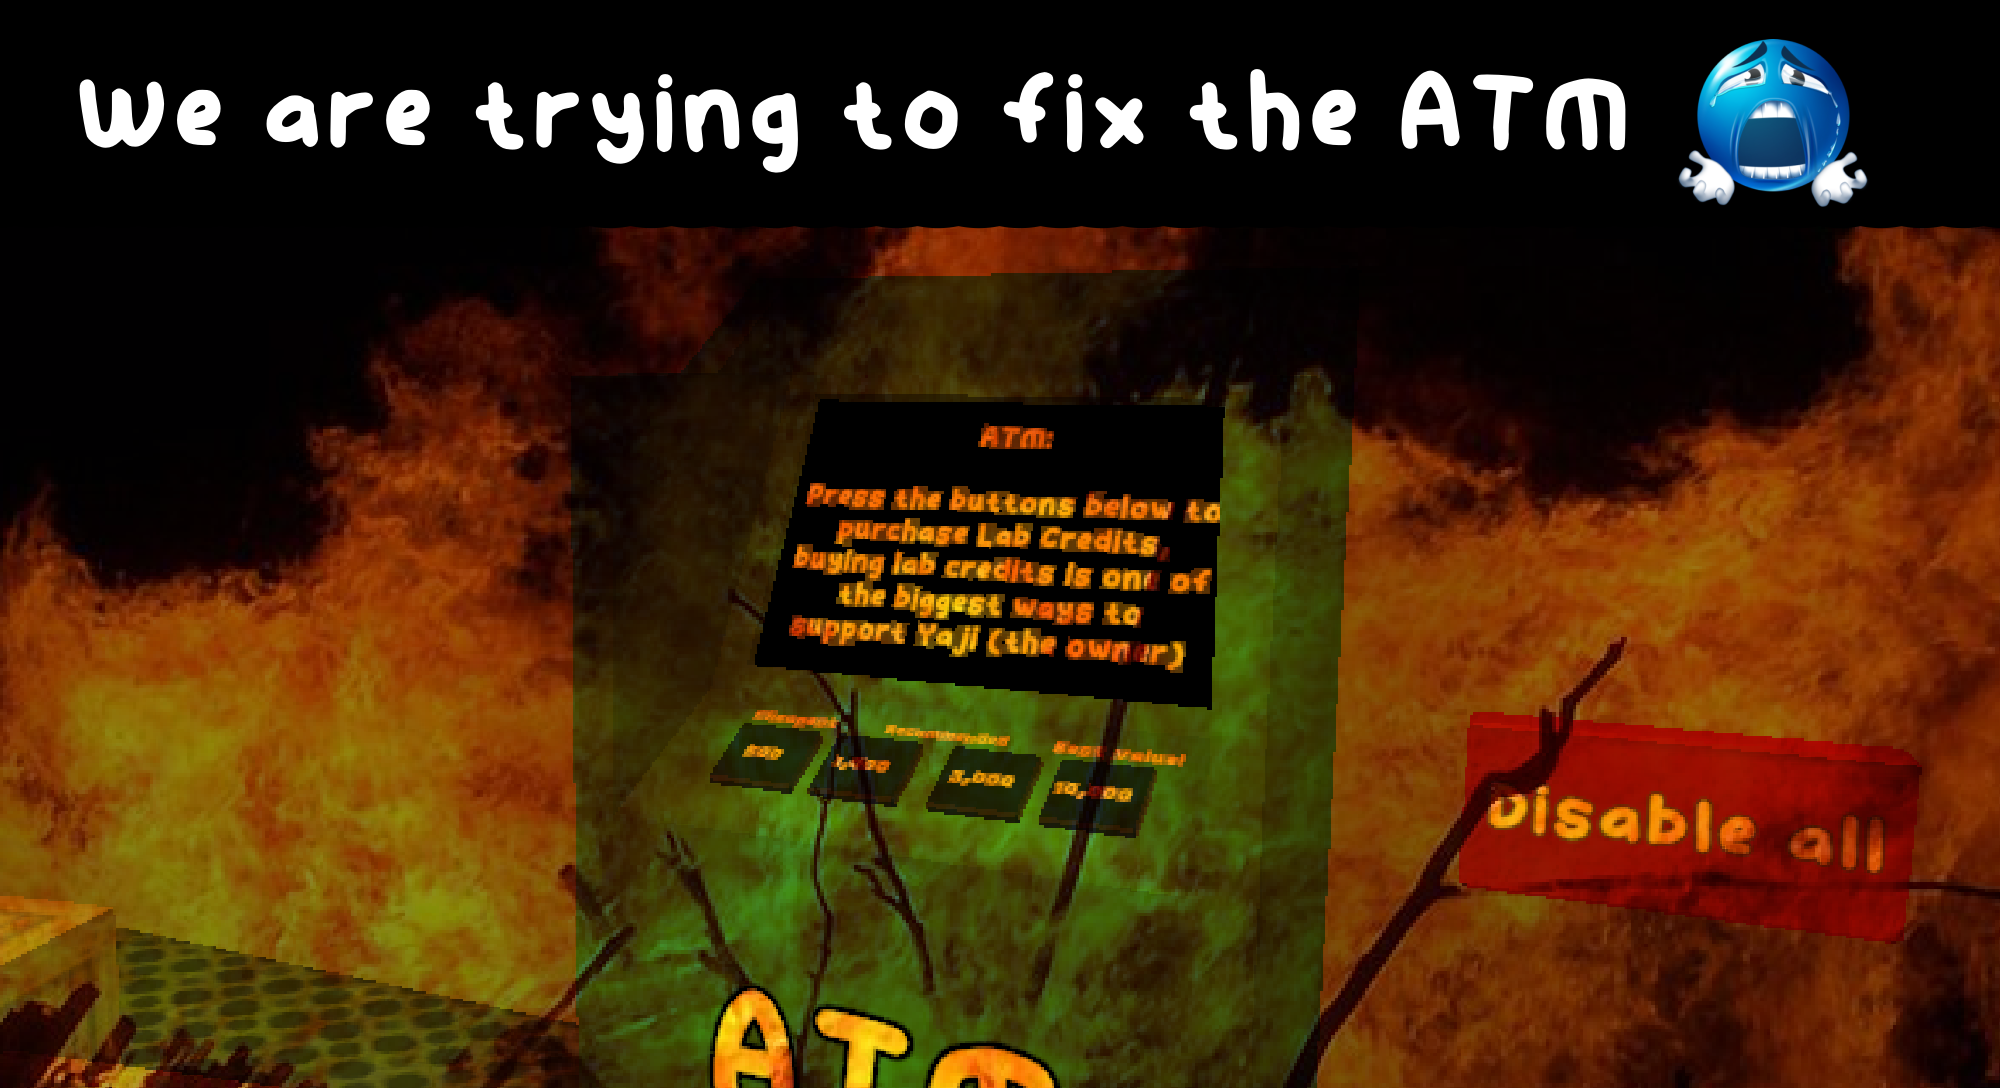 We are trying to fix the ATM
ATM:
Press the buttons below to
purchase Lab Credits,
buying lab credits is one of
the biggest ways to
support Yaji (the owner)
Recommended
Best Value!
3,000
10,000
Disable all
ATM